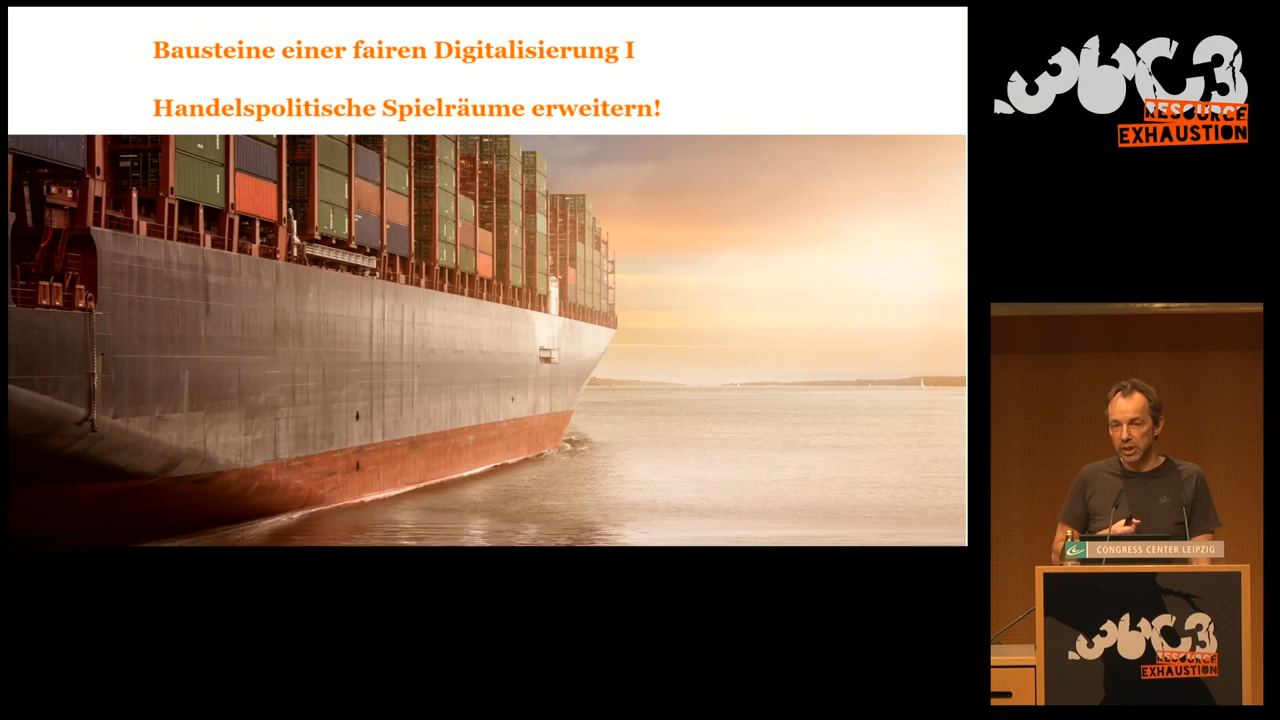 Bausteine einer fairen Digitalisierung I
Handelspolitische Spielräume erweitern!
36C3
RESOURCE
EXHAUSTION
CONGRESS CENTER LEIPZIG
36C3
RESOURCE
EXHAUSTION